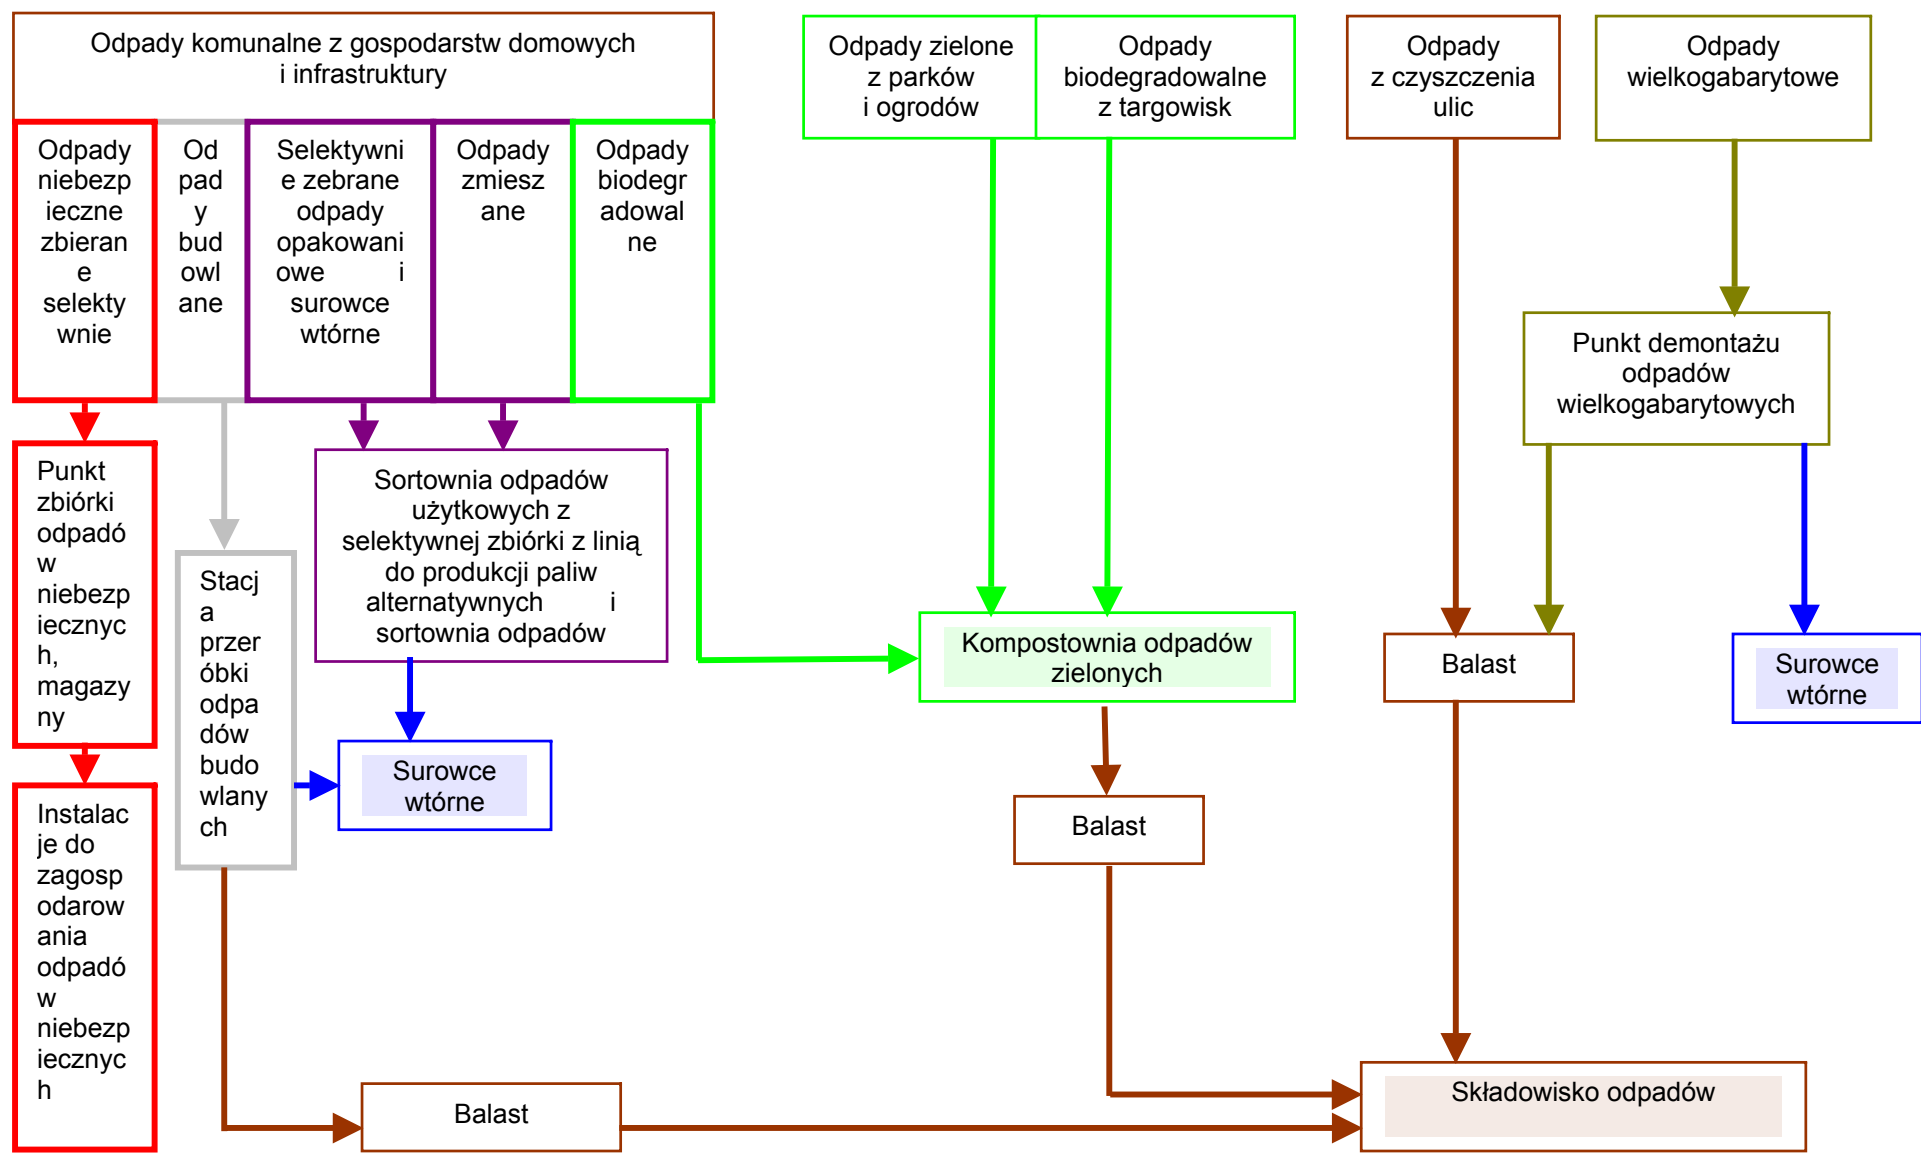 Odpady komunalne z gospodarstw domowych
i infrastruktury
Odpady
niebezp
ieczne
zbieran
e
selekty
wnie
Od
pad
y
bud
owl
ane
Selektywni
e zebrane
odpady
opakowani
owe i
surowce
wtórne
Odpady
zmiesz
ane
Odpady
biodegr
adowal
ne
Odpady zielone
z parków
i ogrodów
Odpady
biodegradowalne
z targowisk
Odpady
z czyszczenia
ulic
Odpady
wielkogabarytowe
Punkt demontażu
odpadów
wielkogabarytowych
Punkt
zbiórki
odpadó
w
niebezp
iecznyc
h,
magazy
ny
Stacj
a
przer
óbki
odpa
dów
budo
wlany
ch
Sortownia odpadów
użytkowych z
selektywnej zbiórki z linią
do produkcji paliw
alternatywnych i
sortownia odpadów
Kompostownia odpadów
zielonych
Balast
Surowce
wtórne
Surowce
wtórne
Balast
Instalac
je do
zagosp
odarow
ania
odpadó
w
niebezp
iecznyc
h
Balast
Składowisko odpadów